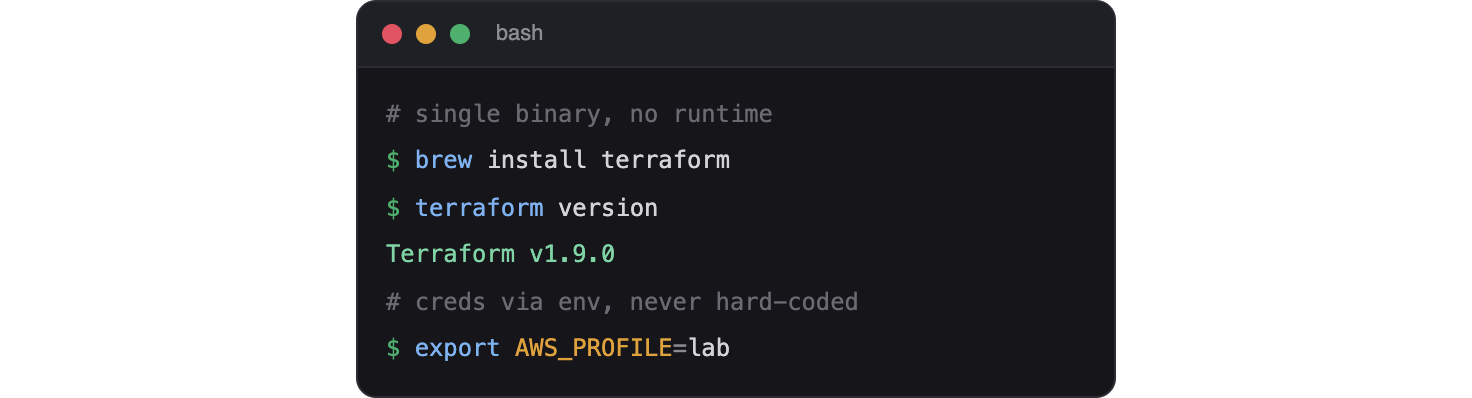 bash
# single binary, no runtime
$ brew install terraform
$ terraform version
Terraform v1.9.0
# creds via env, never hard-coded
$ export AWS_PROFILE=lab